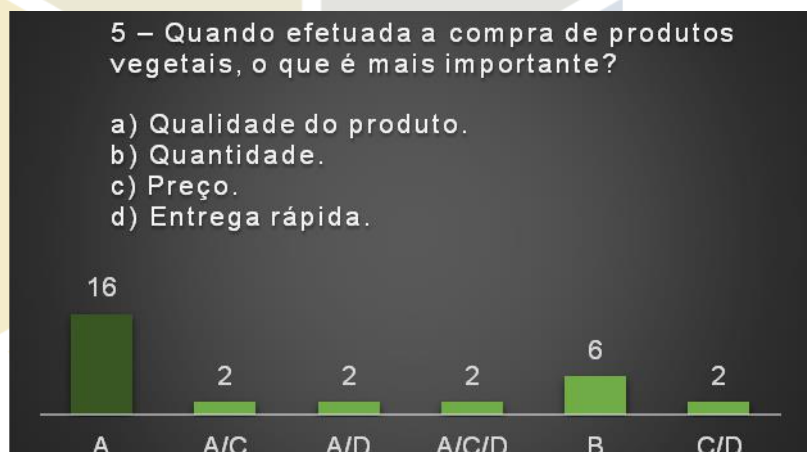 5 – Quando efetuada a compra de produtos
vegetais, o que é mais importante?
a) Qualidade do produto.
b) Quantidade.
c) Preço.
d) Entrega rápida.
16
2
2
2
6
2
A
A/C
A/D
A/C/D
B
C/D